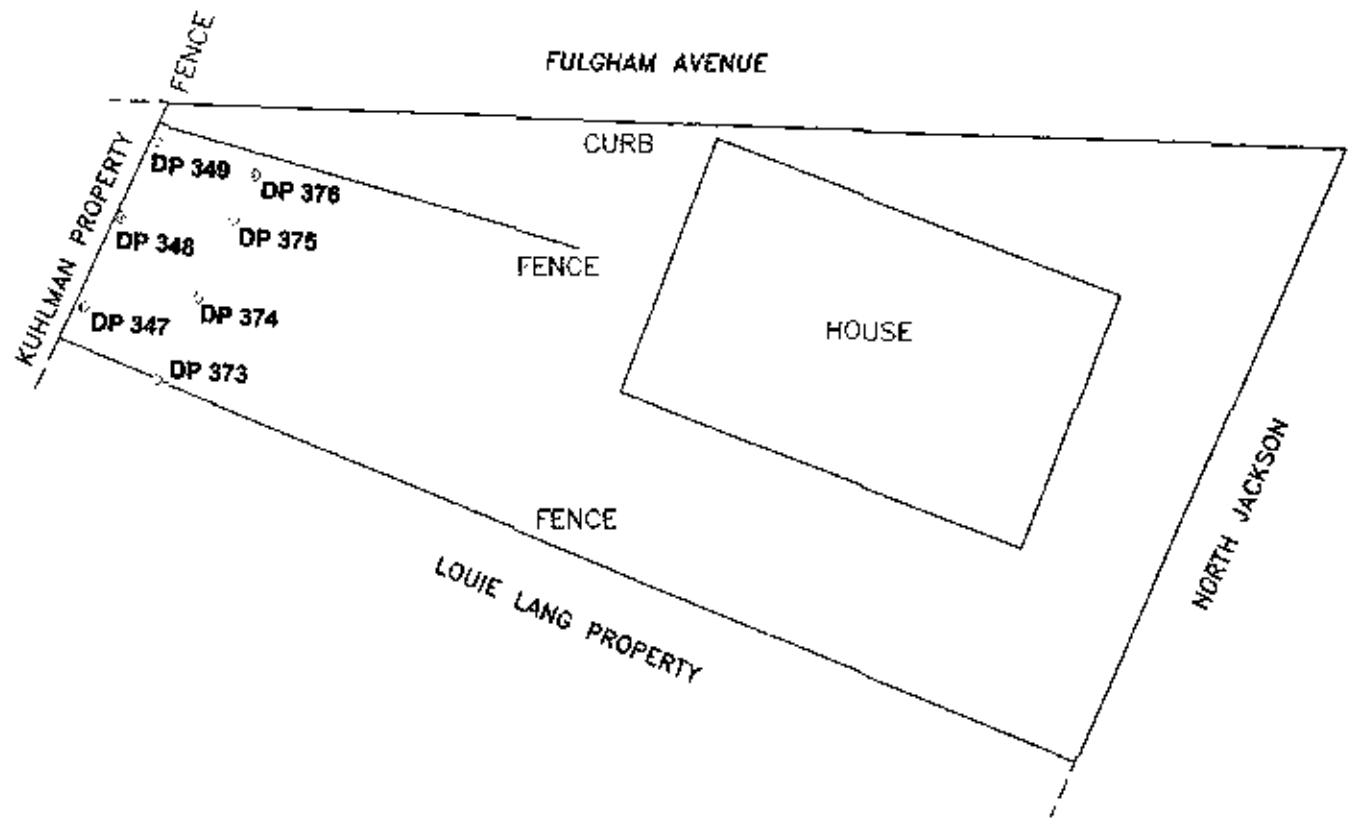 FENCE
FULGHAM AVENUE
CURB
KUHLMAN PROPERTY
DP 349
DP 376
DP 348
DP 375
FENCE
DP 347
DP 374
HOUSE
DP 373
FENCE
LOUIE LANG PROPERTY
NORTH JACKSON